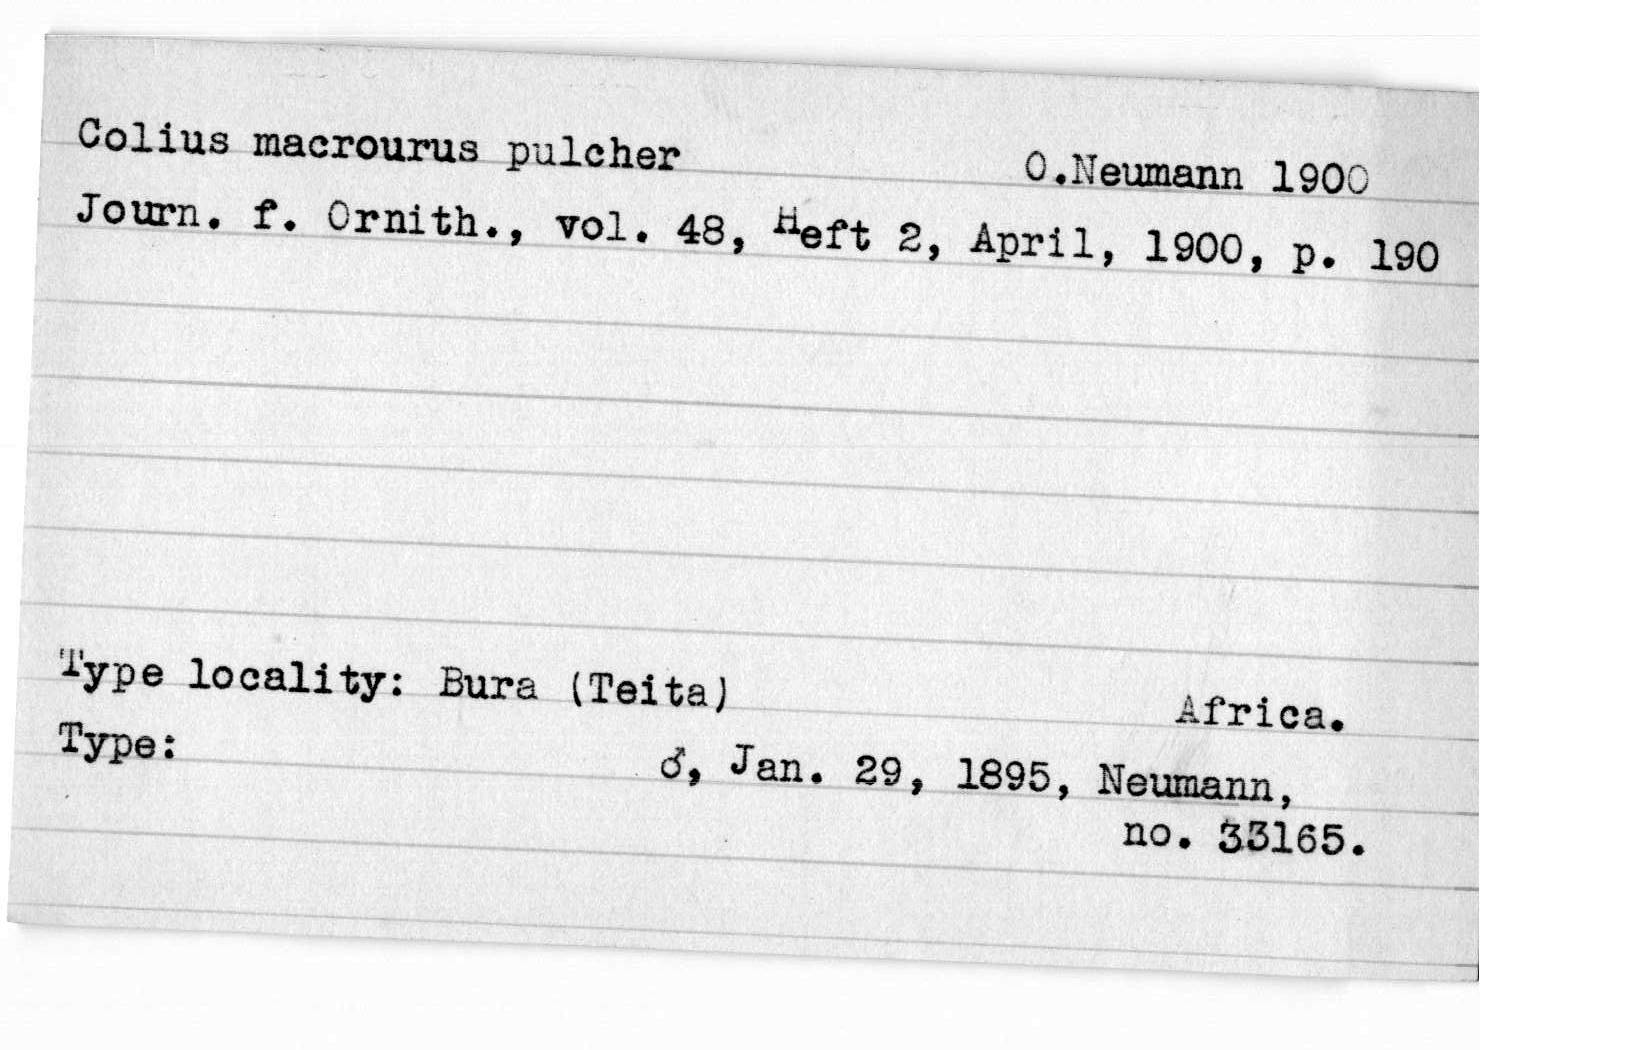 Colius macrourus pulcher O.Neumann 1900
Journ. f. Ornith., vol. 48, Heft 2, April, 1900, p. 190
Type locality: Bura (Teita) Africa.
Type: ♂, Jan. 29, 1895, Neumann,
no. 33165.